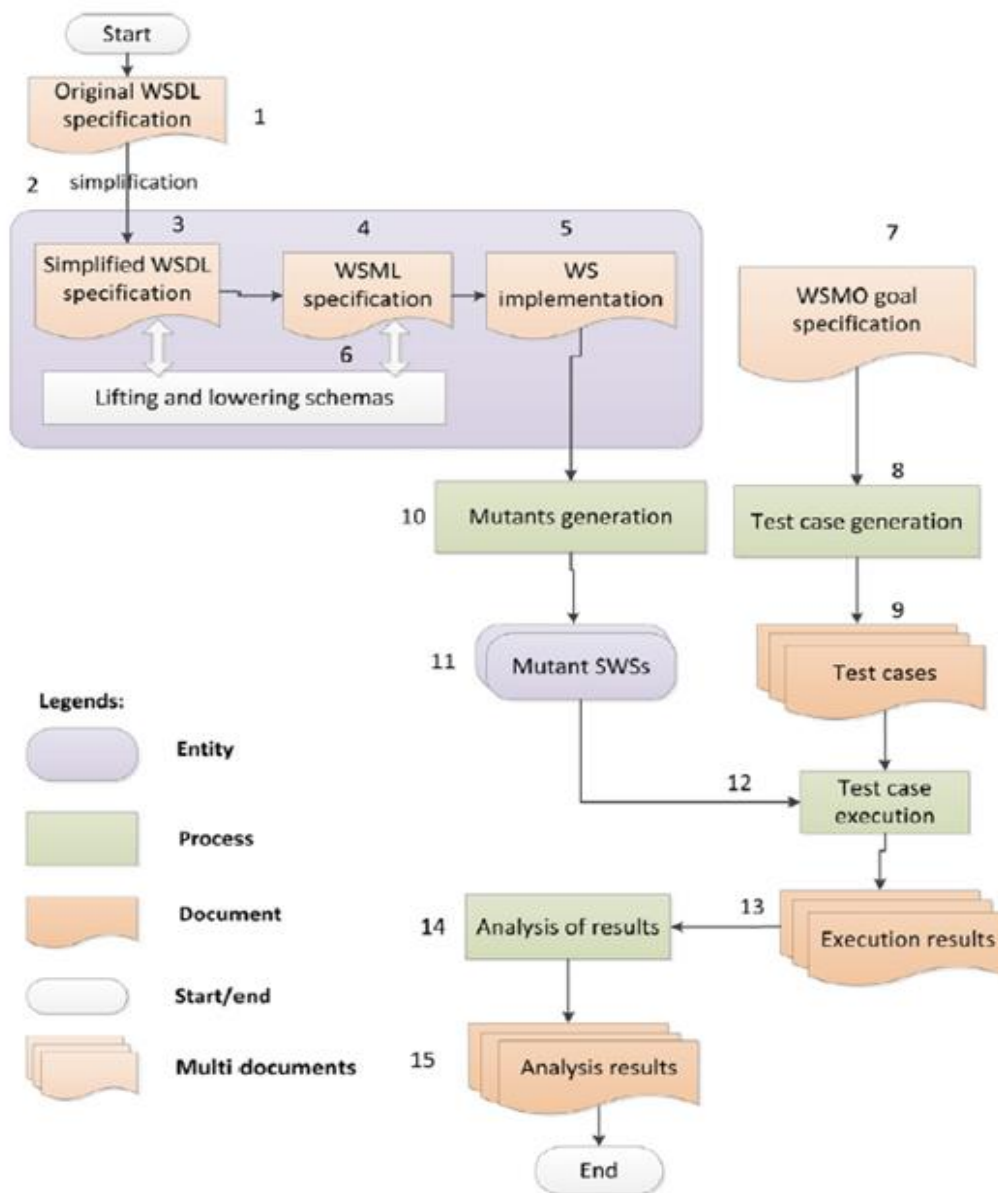 Start
Original WSDL
specification
1
2
simplification
3
4
5
7
Simplified WSDL
specification
WSML
specification
WS
implementation
WSMO goal
specification
6
Lifting and lowering schemas
8
10
Mutants generation
Test case generation
9
11
Mutant SWSs
Test cases
Legends:
Entity
12
Test case
execution
Process
Document
13
14
Analysis of results
Execution results
Start/end
15
Multi documents
Analysis results
End